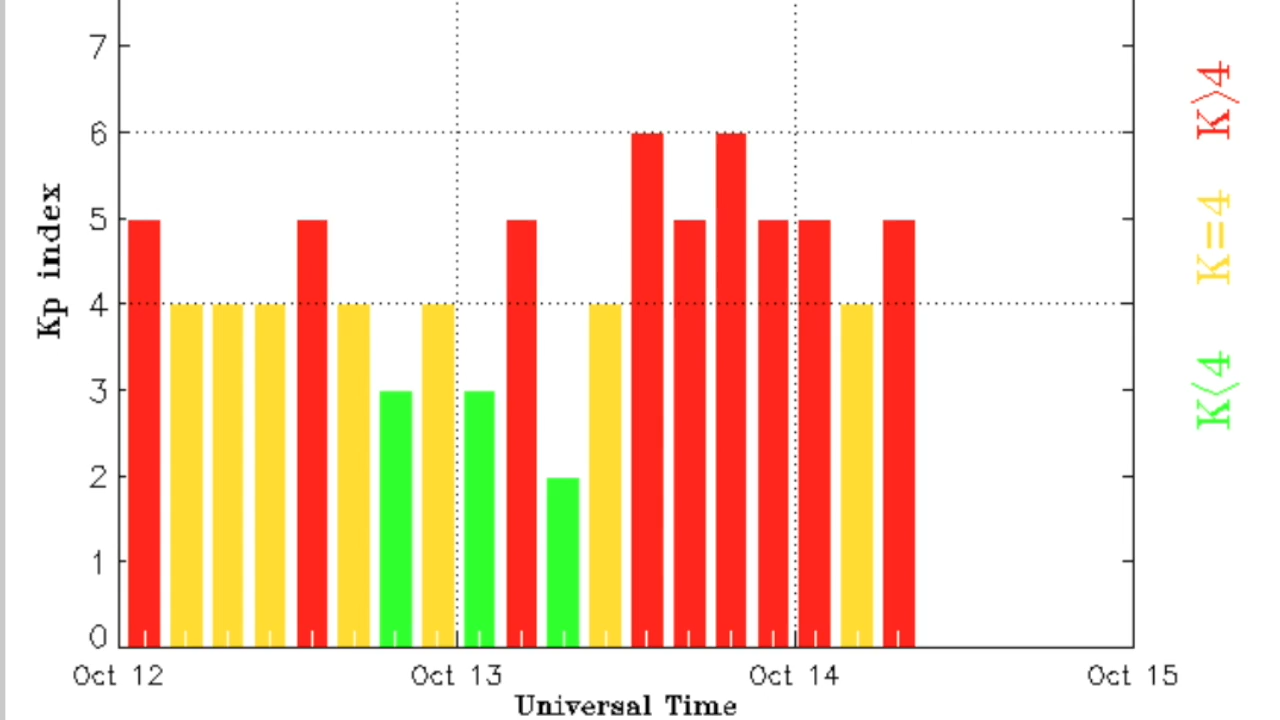 7
6
5
4
3
2
1
0
Kp index
Oct 12
Oct 13
Oct 14
Oct 15
Universal Time
K>4
K=4
K<4